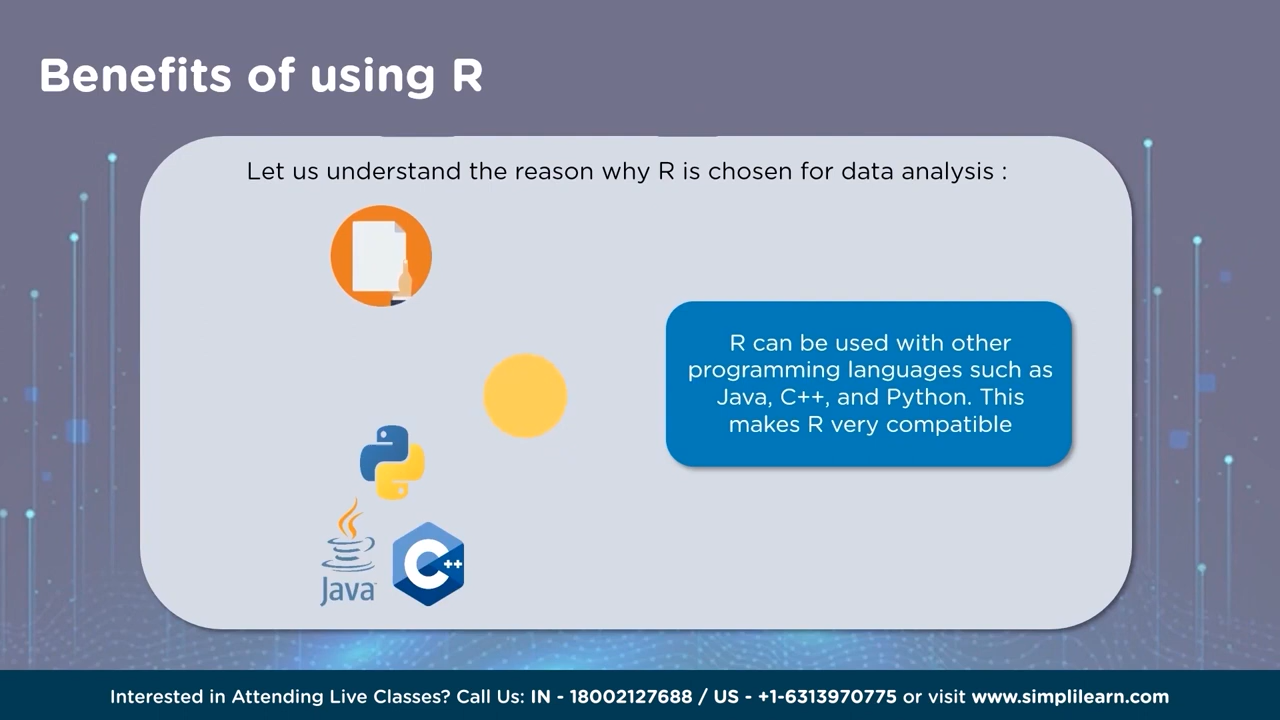 Benefits of using R
Let us understand the reason why R is chosen for data analysis :
R can be used with other
programming languages such as
Java, C++, and Python. This
makes R very compatible
Java
C++
Interested in Attending Live Classes? Call Us: IN - 18002127688 / US - +1-6313970775 or visit www.simplilearn.com